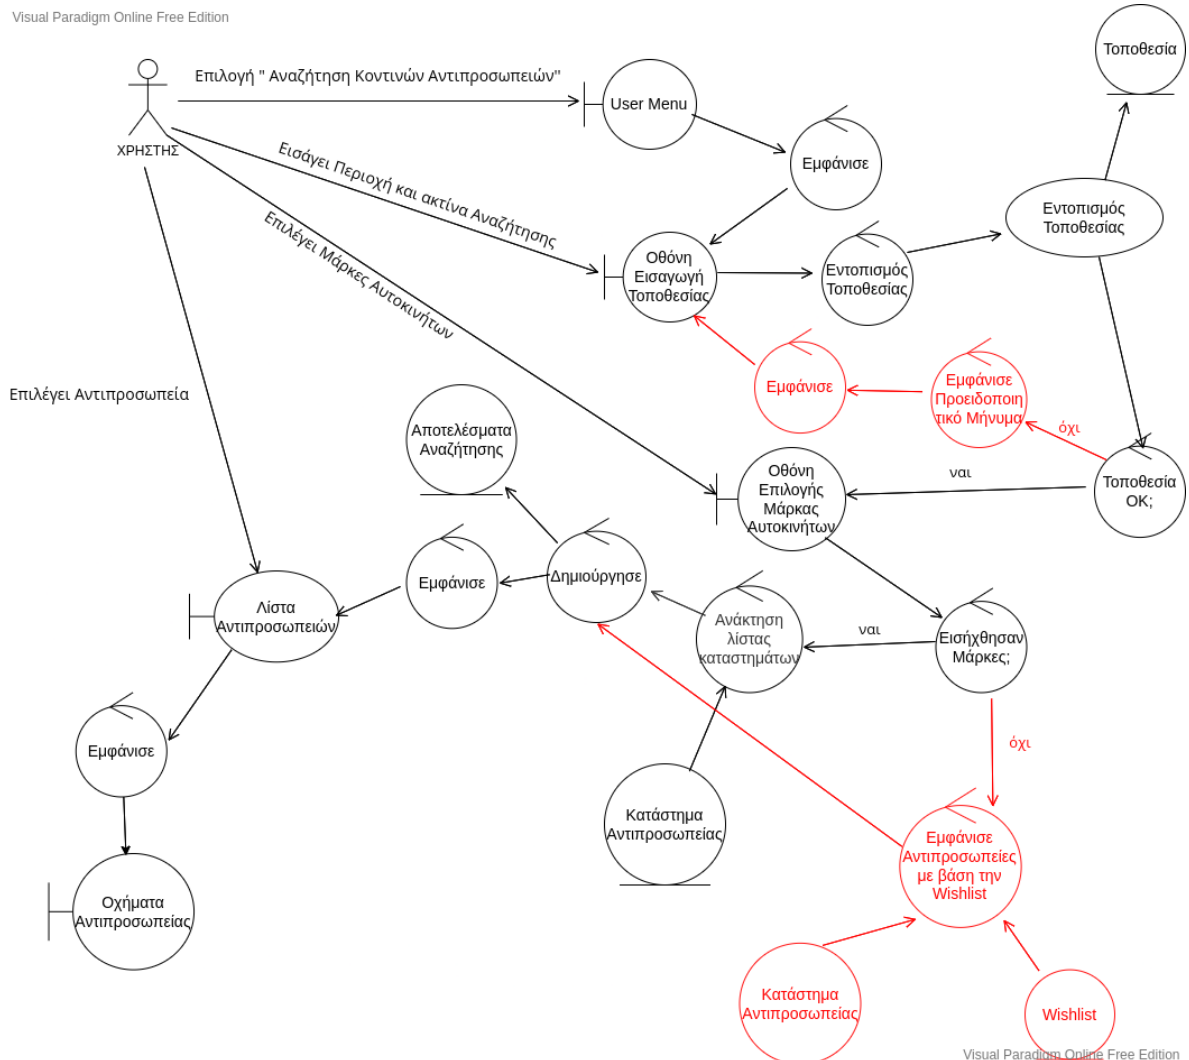 Visual Paradigm Online Free Edition
Τοποθεσία
Επιλογή " Αναζήτηση Κοντινών Αντιπροσωπειών"
User Menu
ΧΡΗΣΤΗΣ
Εμφάνισε
Εισάγει Περιοχή και ακτίνα Αναζήτησης
Εντοπισμός
Τοποθεσίας
Επιλέγει Μάρκες Αυτοκινήτων
Οθόνη
Εισαγωγή
Τοποθεσίας
Εντοπισμός
Τοποθεσίας
Επιλέγει Αντιπροσωπεία
Εμφάνισε
Εμφάνισε
Προειδοποιη
τικό Μήνυμα
όχι
Αποτελέσματα
Αναζήτησης
Οθόνη
Επιλογής
Μάρκας
Αυτοκινήτων
ναι
Τοποθεσία
ΟΚ;
Εμφάνισε
Δημιούργησε
Λίστα
Αντιπροσωπειών
Ανάκτηση
λίστας
καταστημάτων
ναι
Εισήχθησαν
Μάρκες;
Εμφάνισε
όχι
Κατάστημα
Αντιπροσωπείας
Εμφάνισε
Αντιπροσωπείες
με βάση την
Wishlist
Οχήματα
Αντιπροσωπείας
Κατάστημα
Αντιπροσωπείας
Wishlist
Visual Paradigm Online Free Edition